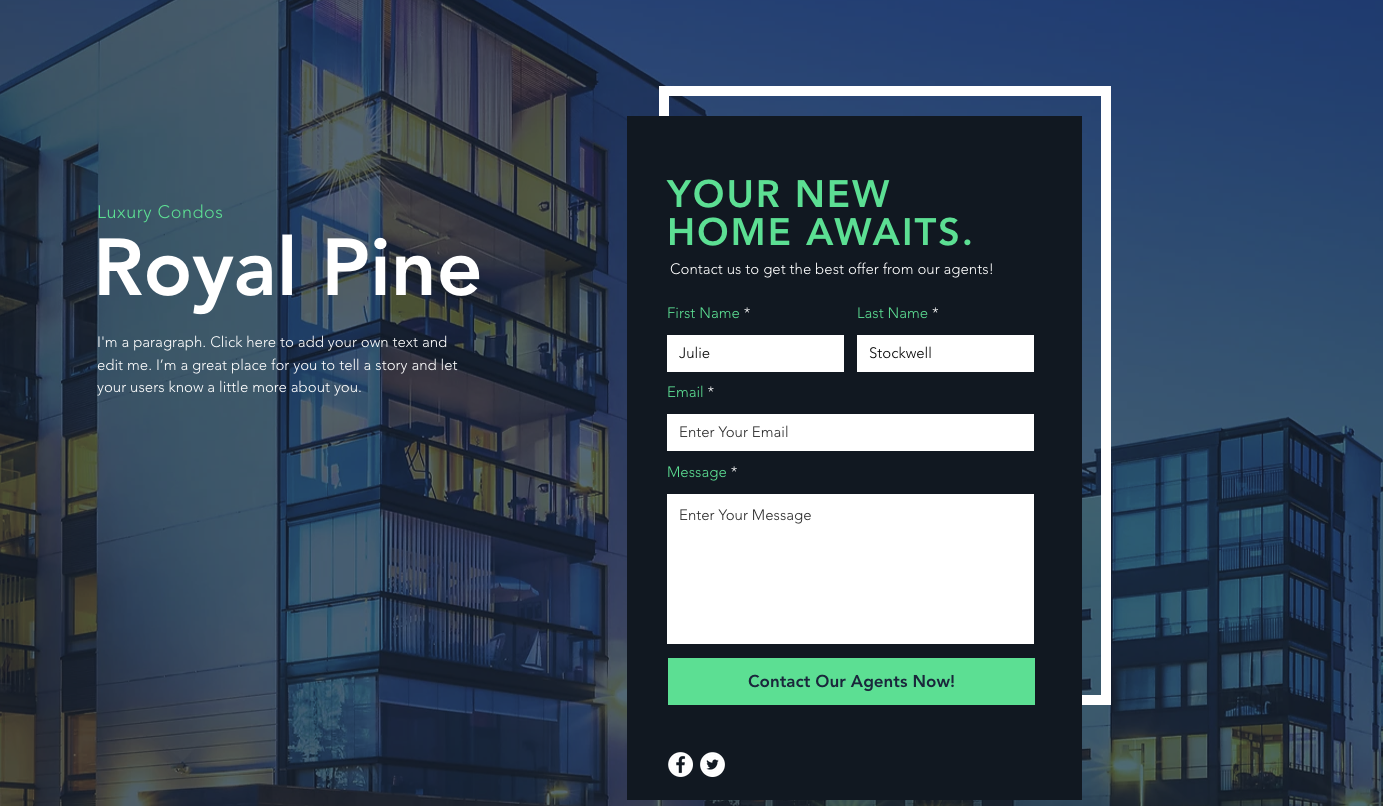 Luxury Condos
Royal Pine
I'm a paragraph. Click here to add your own text and
edit me. I’m a great place for you to tell a story and let
your users know a little more about you.
YOUR NEW
HOME AWAITS.
Contact us to get the best offer from our agents!
First Name *
Last Name *
Julie
Stockwell
Email *
Enter Your Email
Message *
Enter Your Message
Contact Our Agents Now!